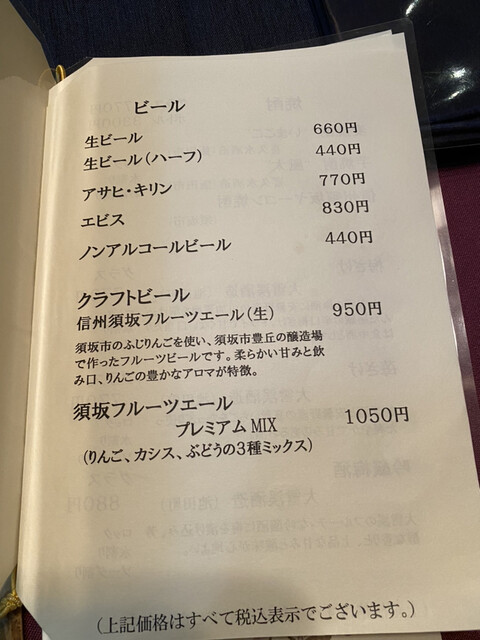 ビール
生ビール 660円
生ビール(ハーフ) 440円
アサヒ・キリン 770円
エビス 830円
ノンアルコールビール 440円
クラフトビール
信州須坂フルーツエール(生) 950円
須坂市のふじりんごを使い、須坂市豊丘の醸造場
で作ったフルーツビールです。柔らかい甘みと飲
み口、りんごの豊かなアロマが特徴。
須坂フルーツエール
プレミアムMIX 1050円
(りんご、カシス、ぶどうの3種ミックス)
(上記価格はすべて税込表示でございます。)